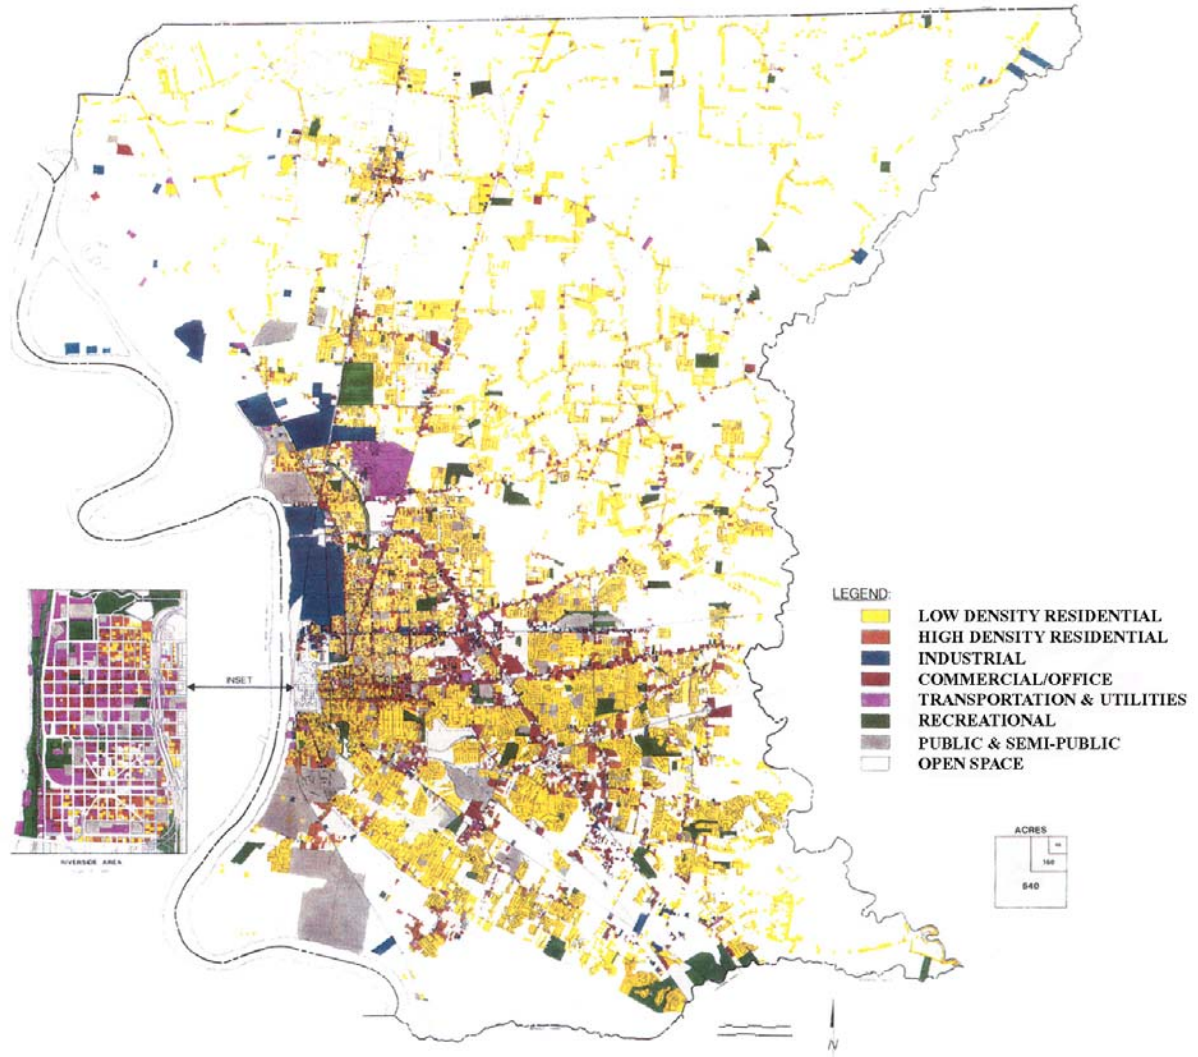 INSET
RIVERSIDE AREA
LEGEND:
LOW DENSITY RESIDENTIAL
HIGH DENSITY RESIDENTIAL
INDUSTRIAL
COMMERCIAL/OFFICE
TRANSPORTATION & UTILITIES
RECREATIONAL
PUBLIC & SEMI-PUBLIC
OPEN SPACE
ACRES
160
640
N